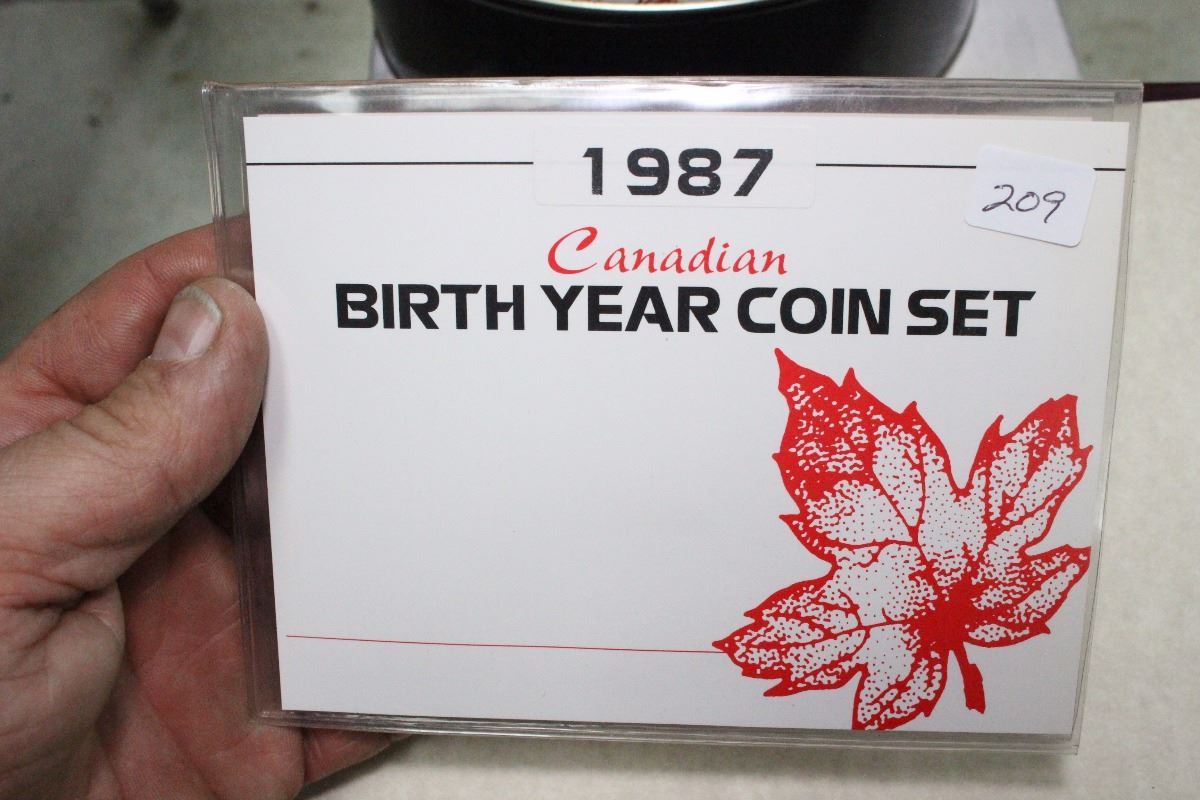 1987
209
Canadian
BIRTH YEAR COIN SET